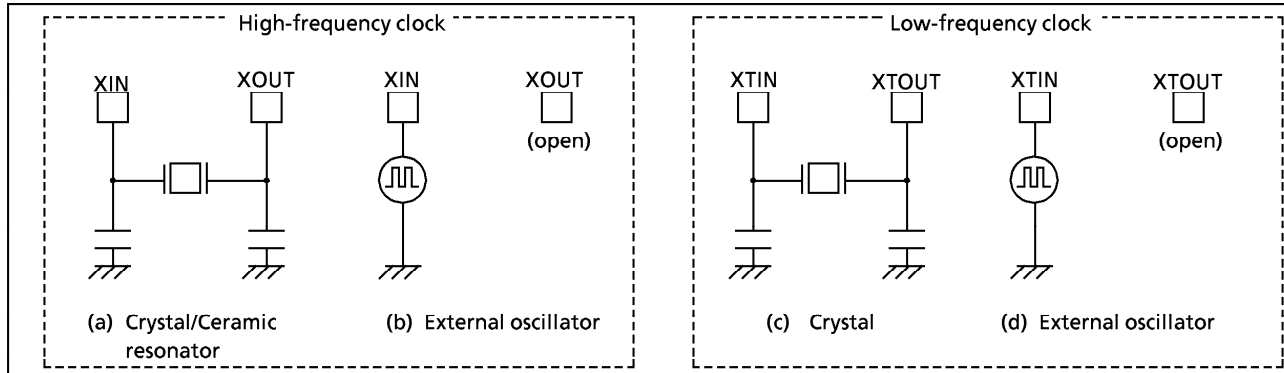 High-frequency clock
XIN
XOUT
XIN
XOUT
(open)
(a) Crystal/Ceramic
resonator
(b) External oscillator
Low-frequency clock
XTIN
XTOUT
XTIN
XTOUT
(open)
(c) Crystal
(d) External oscillator